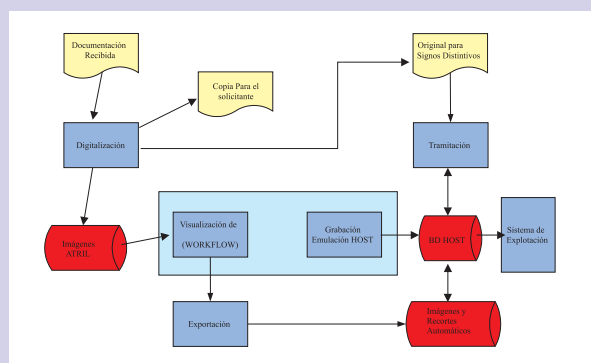 Documentación
Recibida
Original para
Signos Distintivos
Copia Para el
solicitante
Digitalización
Tramitación
Imágenes
ATRIL
Visualización de
(WORKFLOW)
Grabación
Emulación HOST
BD HOST
Sistema de
Explotación
Exportación
Imágenes y
Recortes
Automáticos